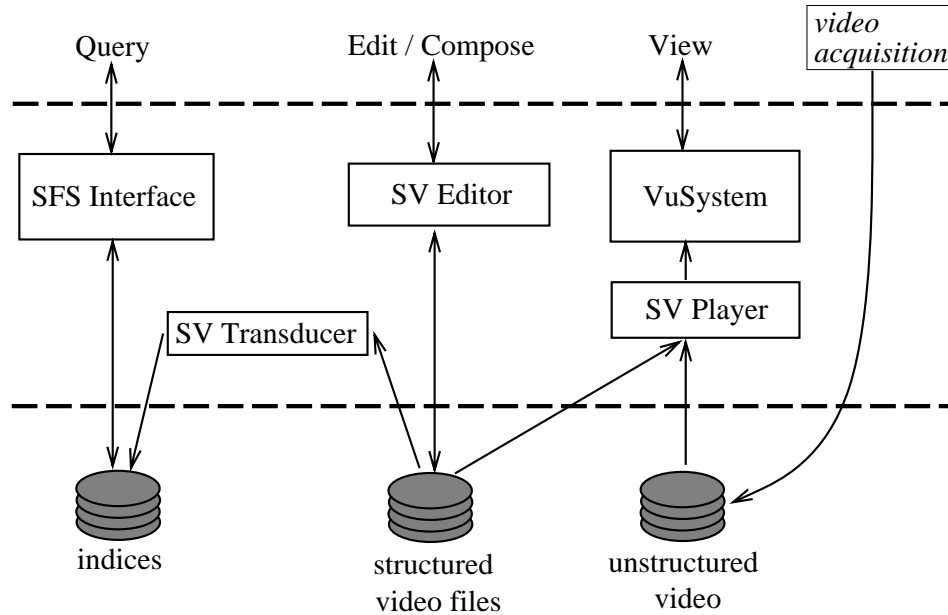 Query
Edit / Compose
View
video
acquisition
SFS Interface
SV Editor
VuSystem
SV Player
SV Transducer
indices
structured
video files
unstructured
video